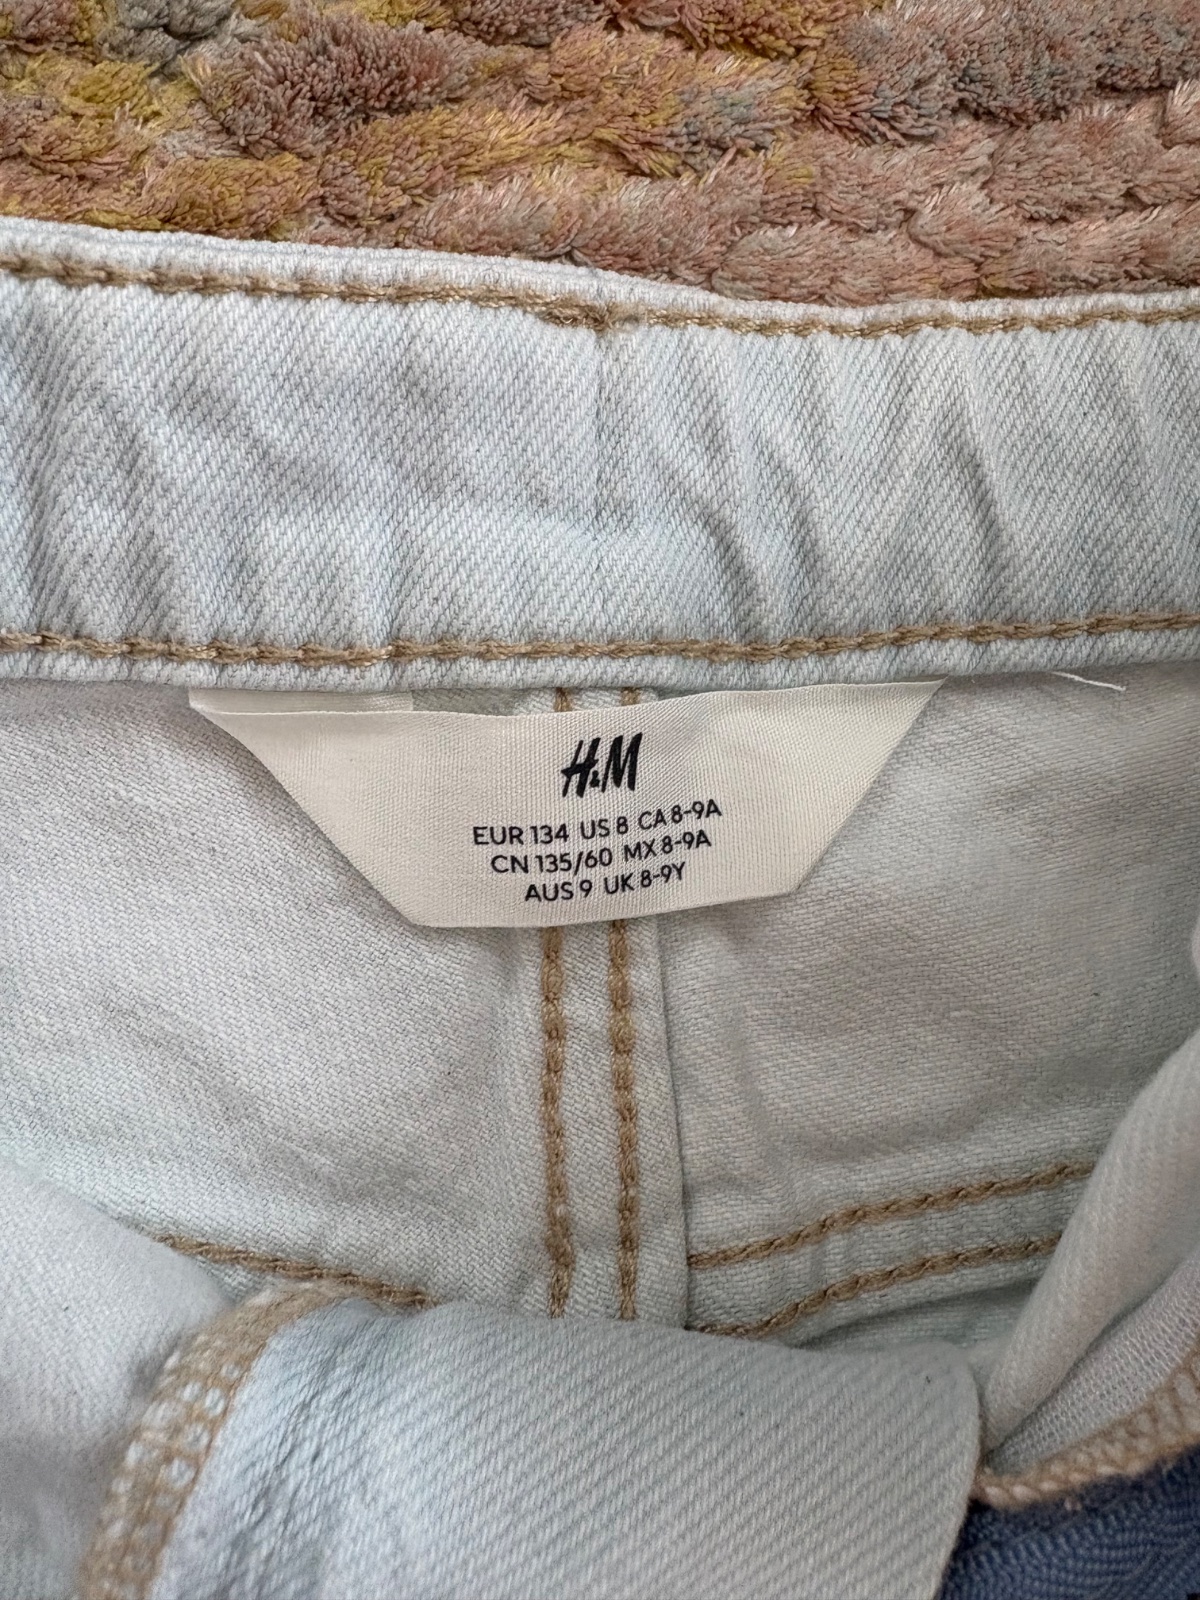 H&M
EUR 134 US 8 CA 8-9A
CN 135/60 MX 8-9A
AUS 9 UK 8-9Y